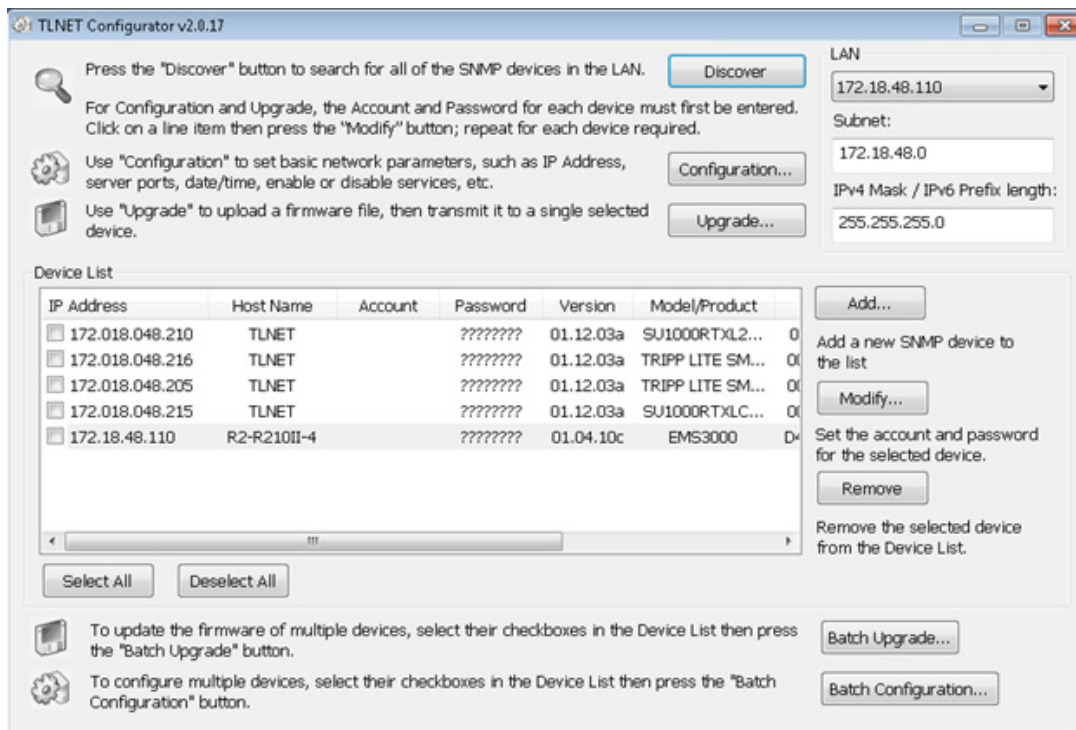 TLNET Configurator v2.0.17
Press the "Discover" button to search for all of the SNMP devices in the LAN.
Discover
For Configuration and Upgrade, the Account and Password for each device must first be entered.
Click on a line item then press the "Modify" button; repeat for each device required.
Use "Configuration" to set basic network parameters, such as IP Address,
server ports, date/time, enable or disable services, etc.
Configuration...
Use "Upgrade" to upload a firmware file, then transmit it to a single selected
device.
Upgrade...
LAN
172.18.48.110
Subnet:
172.18.48.0
IPv4 Mask / IPv6 Prefix length:
255.255.255.0
Device List
IP Address Host Name Account Password Version Model/Product
172.018.048.210 TLNET ???????? 01.12.03a SU1000RTXL2... 0
172.018.048.216 TLNET ???????? 01.12.03a TRIPP LITE SM... 00
172.018.048.205 TLNET ???????? 01.12.03a TRIPP LITE SM... 00
172.018.048.215 TLNET ???????? 01.12.03a SU1000RTXLC... 00
172.18.48.110 R2-R210II-4 ???????? 01.04.10c EMS3000 D4
Add...
Add a new SNMP device to
the list
Modify...
Set the account and password
for the selected device.
Remove
Remove the selected device
from the Device List.
Select All
Deselect All
To update the firmware of multiple devices, select their checkboxes in the Device List then press
the "Batch Upgrade" button.
Batch Upgrade...
To configure multiple devices, select their checkboxes in the Device List then press the "Batch
Configuration" button.
Batch Configuration...